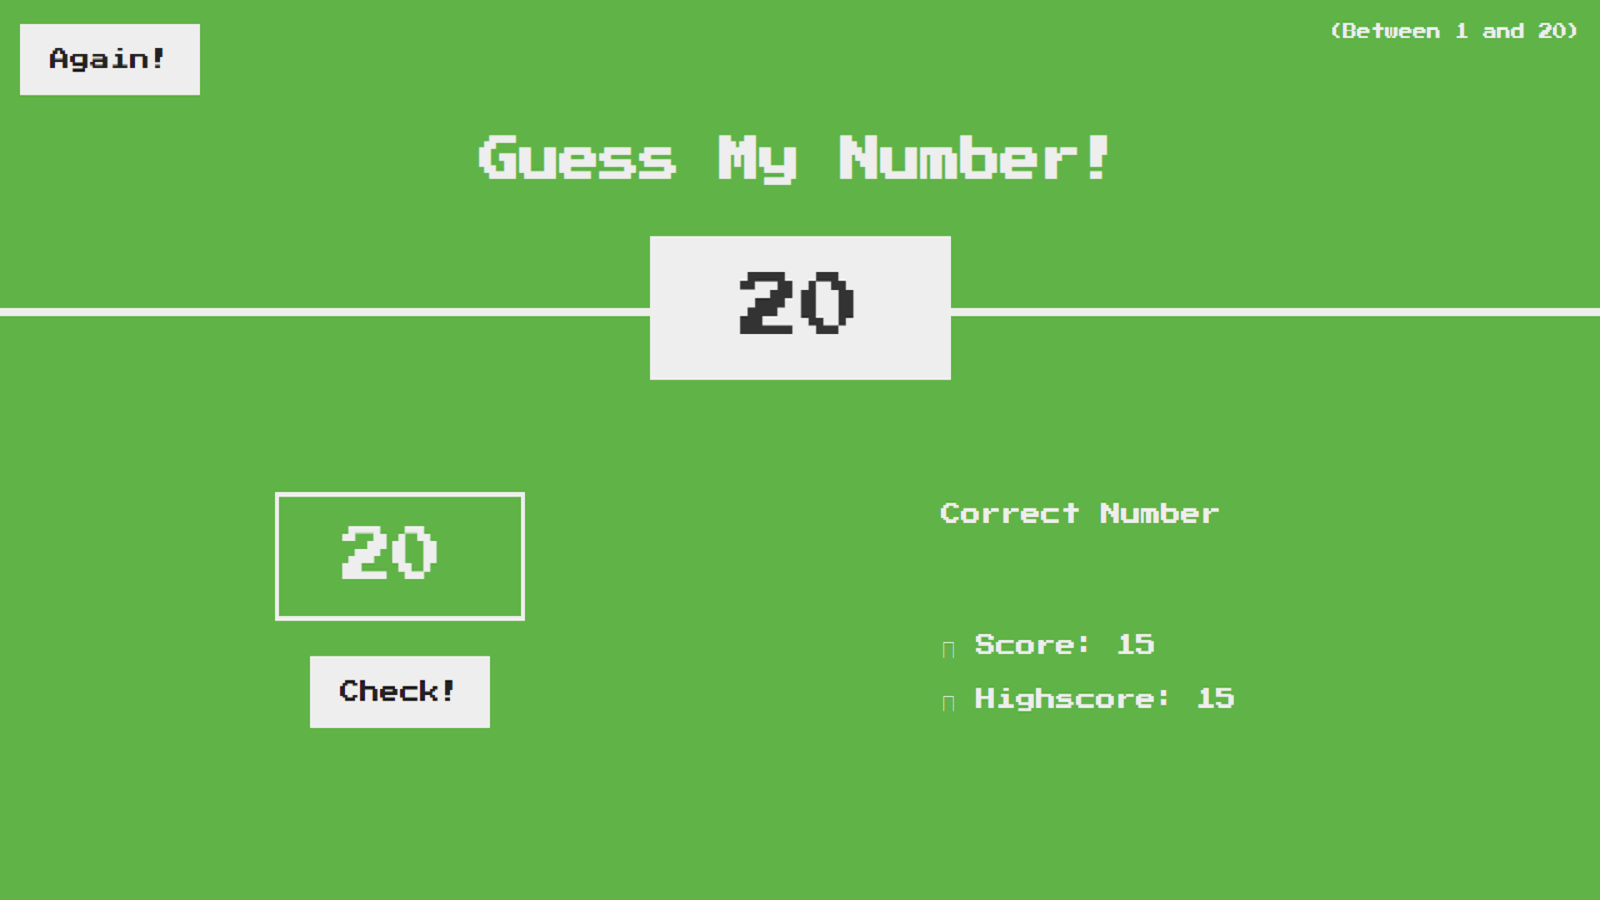 Again!
(Between 1 and 20)
Guess My Number!
20
20
Check!
Correct Number
Score: 15
Highscore: 15